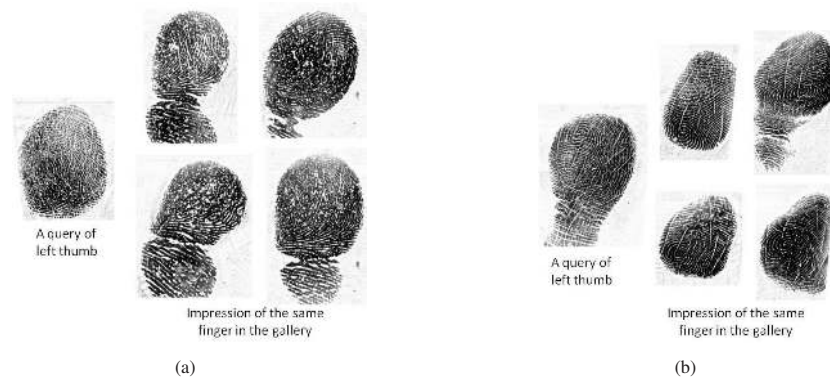 A query of
left thumb
Impression of the same
finger in the gallery
(a)
A query of
left thumb
Impression of the same
finger in the gallery
(b)